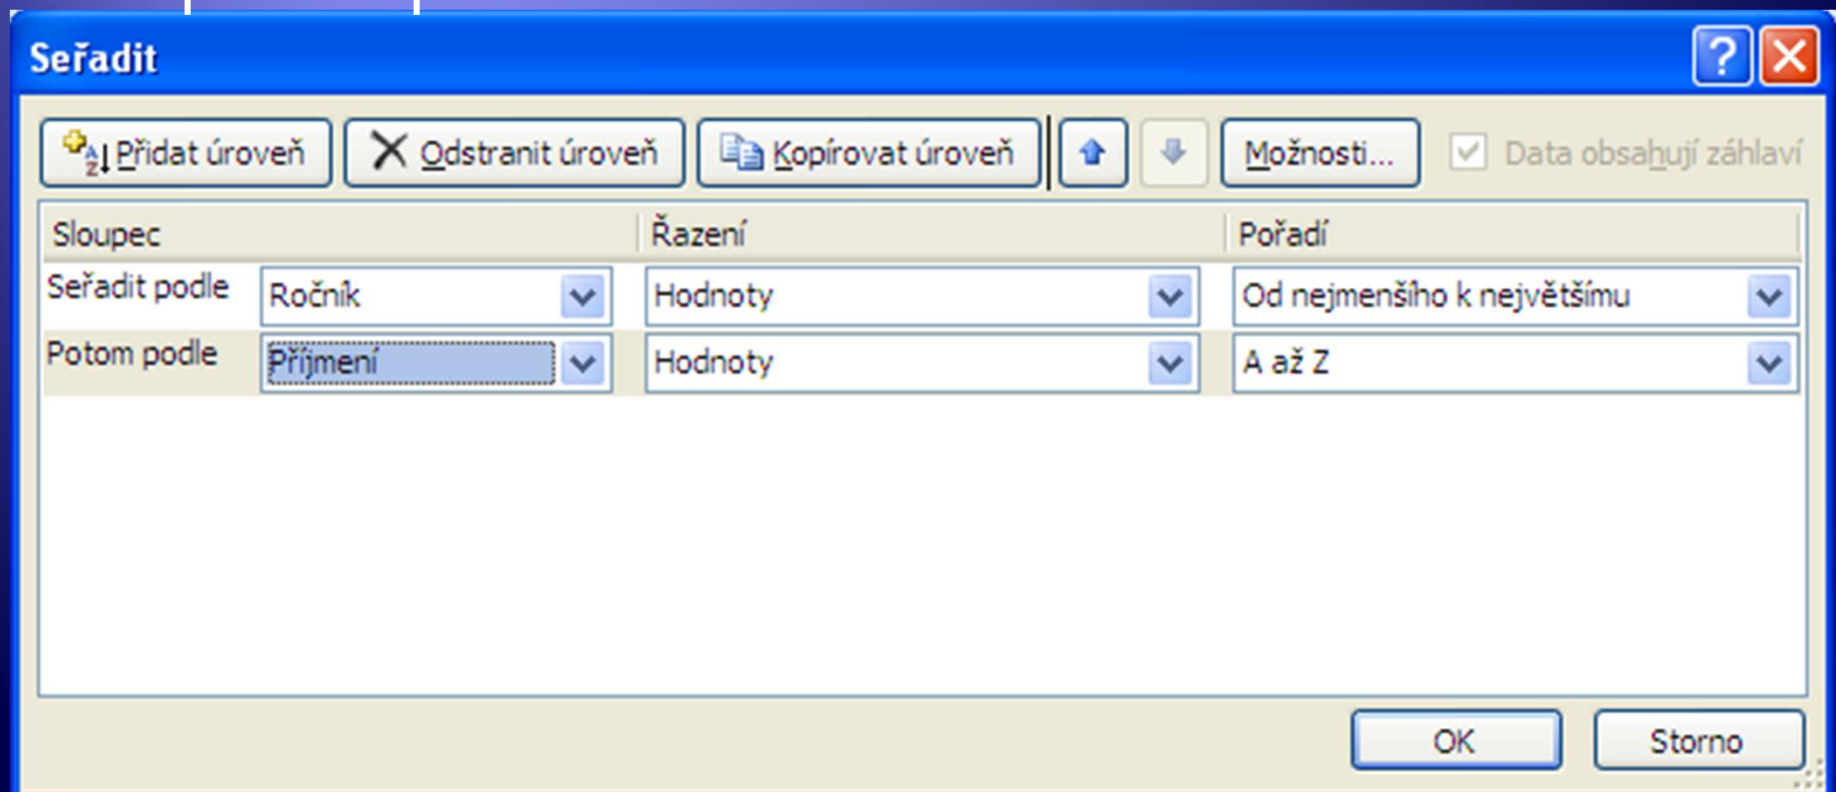 Seřadit
Přidat úroveň Odstranit úroveň Kopírovat úroveň Možnosti... Data obsahují záhlaví
Sloupec Řazení Pořadí
Seřadit podle Ročník Hodnoty Od nejmenšího k největšímu
Potom podle Příjmení Hodnoty A až Z
OK Storno